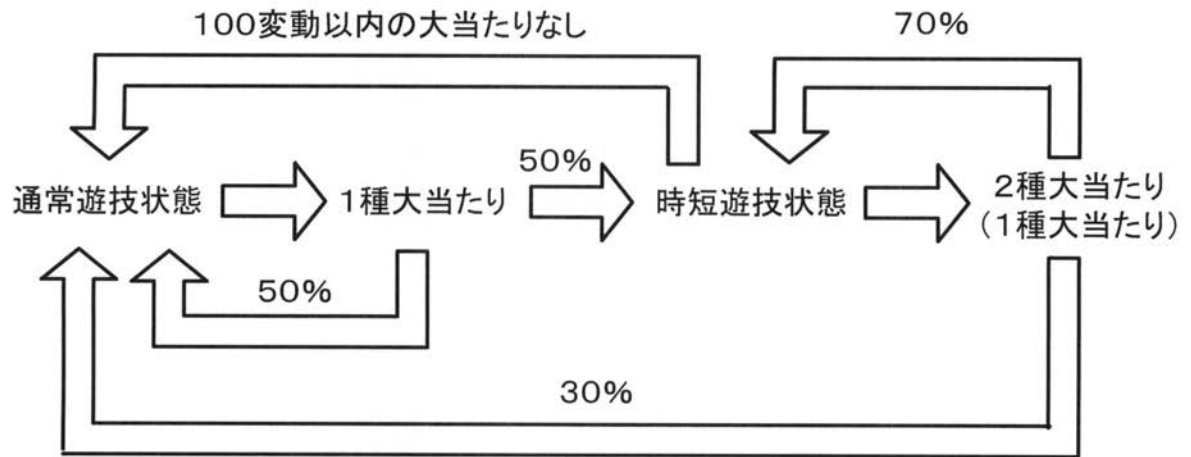 100変動以内の大当たりなし
70%
50%
通常遊技状態
1種大当たり
時短遊技状態
2種大当たり
(1種大当たり)
50%
30%